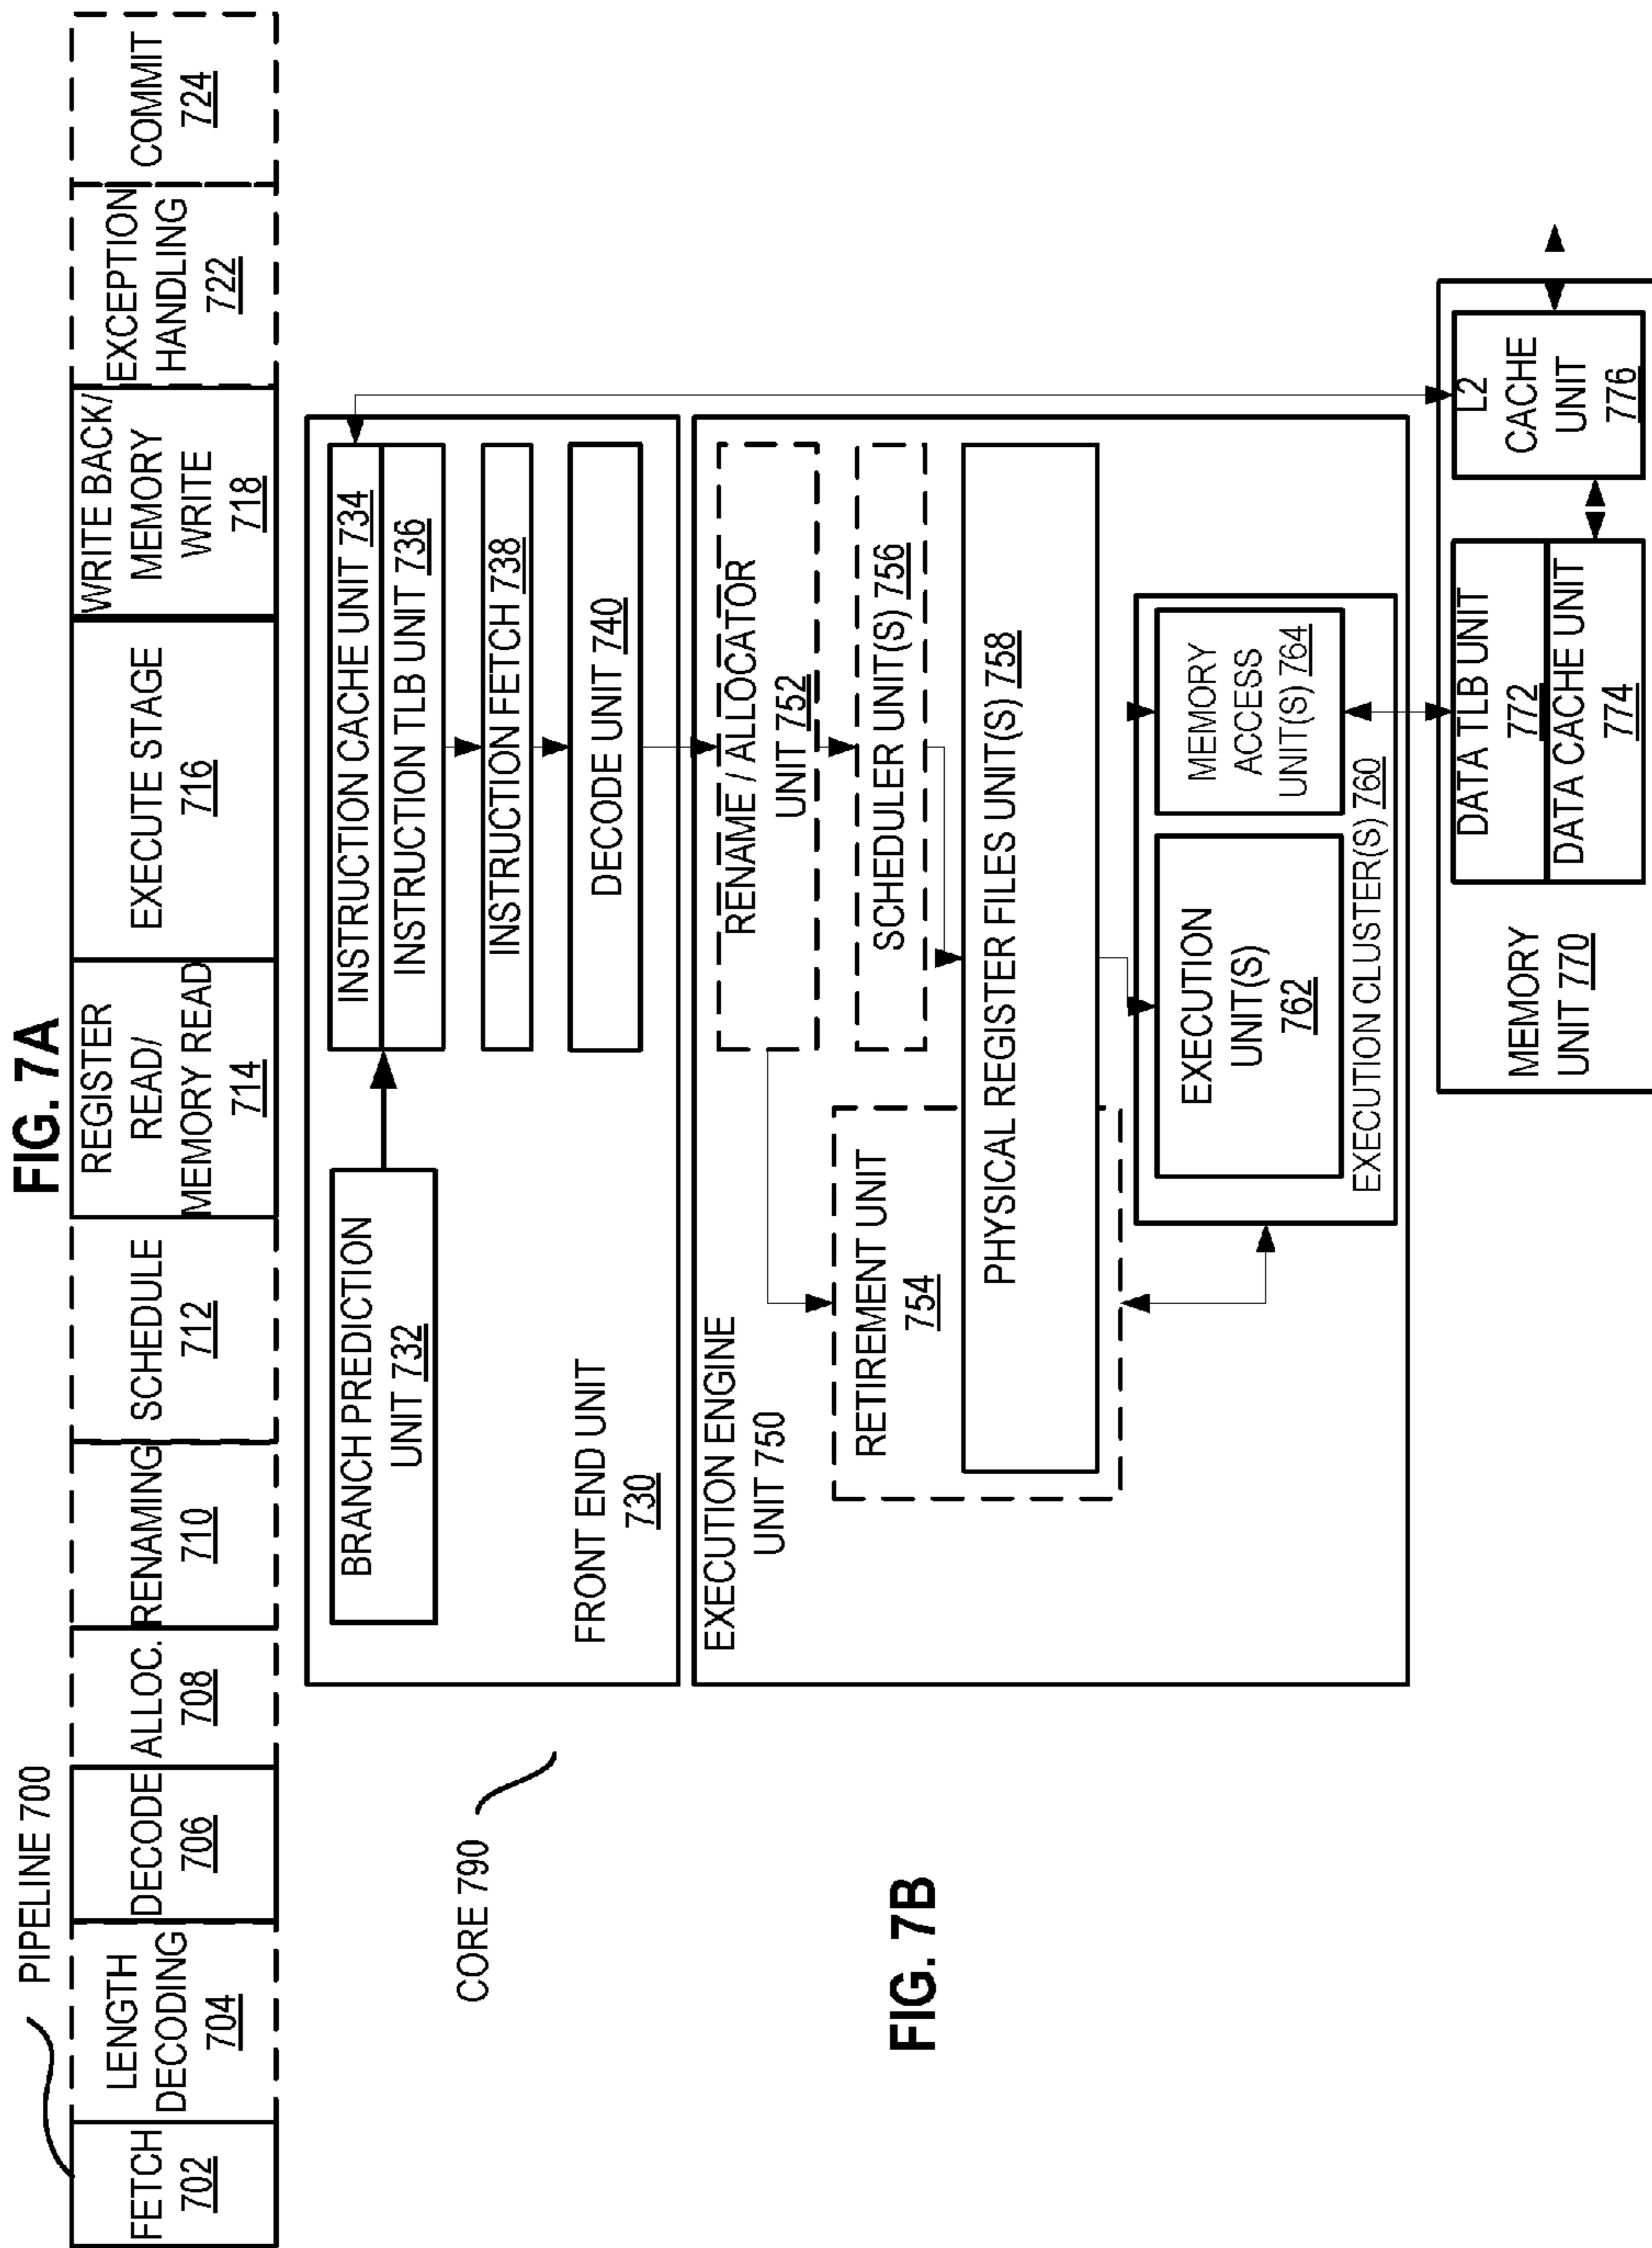 FIG. 7A
PIPELINE 700
FETCH
702
LENGTH
DECODING
704
DECODE
706
ALLOC.
708
RENAMING
710
SCHEDULE
712
REGISTER
READ/
MEMORY READ
714
EXECUTE STAGE
716
WRITE BACK/
MEMORY
WRITE
718
EXCEPTION
HANDLING
722
COMMIT
724
CORE 790
FIG. 7B
BRANCH PREDICTION
UNIT 732
INSTRUCTION CACHE UNIT 734
INSTRUCTION TLB UNIT 736
INSTRUCTION FETCH 738
DECODE UNIT 740
FRONT END UNIT
730
EXECUTION ENGINE
UNIT 750
RENAME / ALLOCATOR
UNIT 752
SCHEDULER UNIT(S) 756
RETIREMENT UNIT
754
PHYSICAL REGISTER FILES UNIT(S) 758
EXECUTION
UNIT(S)
762
MEMORY
ACCESS
UNIT(S) 764
EXECUTION CLUSTER(S) 760
MEMORY
UNIT 770
DATA TLB UNIT
772
DATA CACHE UNIT
774
L2
CACHE
UNIT
776